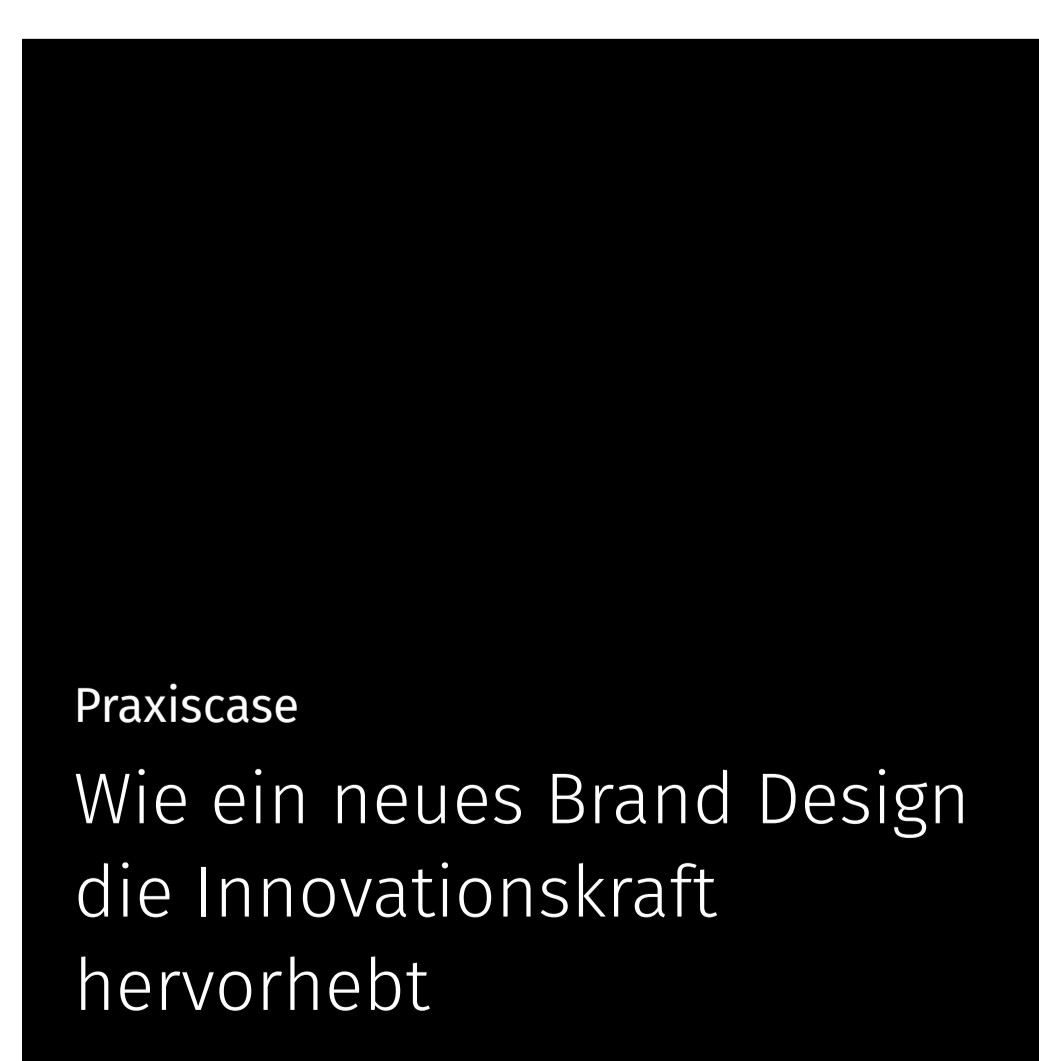 Praxiscase
Wie ein neues Brand Design
die Innovationskraft
hervorhebt